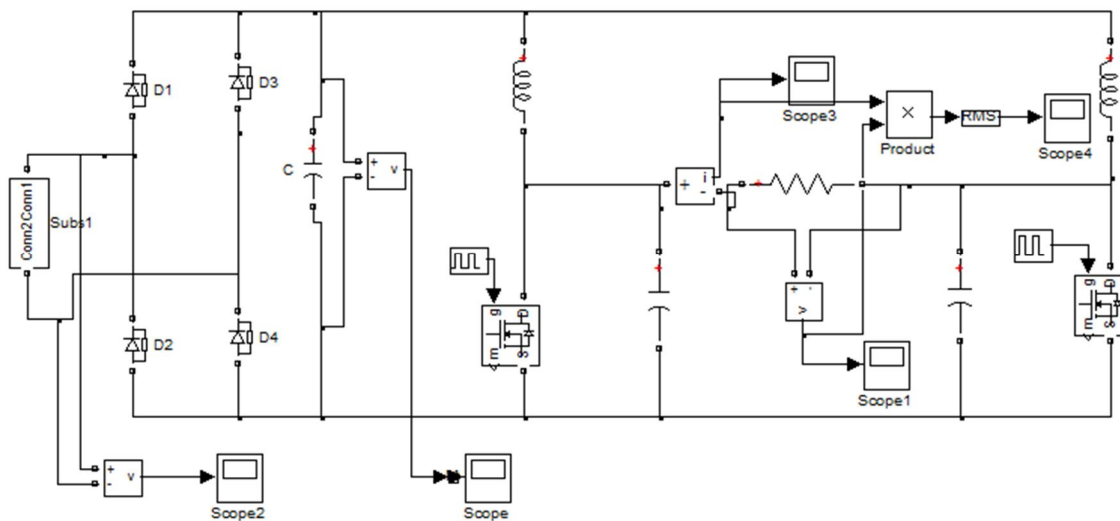 D1
D3
Scope3
×
Product
RMS
Scope4
C
+
-
v
+
i
-
Conn2Conn1
Subs1
g
D
m
S
+
-
v
g
D
m
S
D2
D4
Scope1
+
-
v
Scope2
Scope